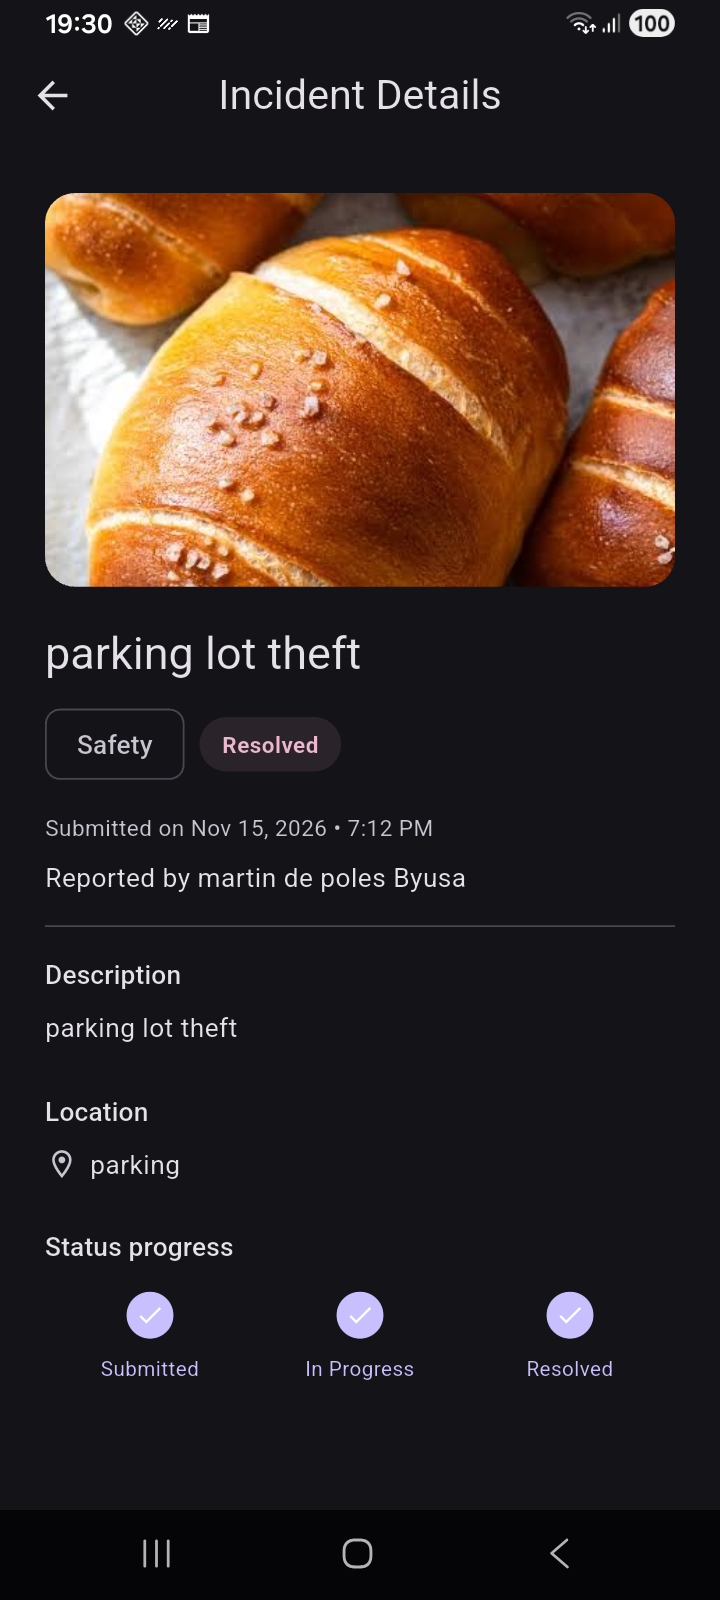 19:30
100
Incident Details
parking lot theft
Safety
Resolved
Submitted on Nov 15, 2026 • 7:12 PM
Reported by martin de poles Byusa
Description
parking lot theft
Location
parking
Status progress
Submitted
In Progress
Resolved